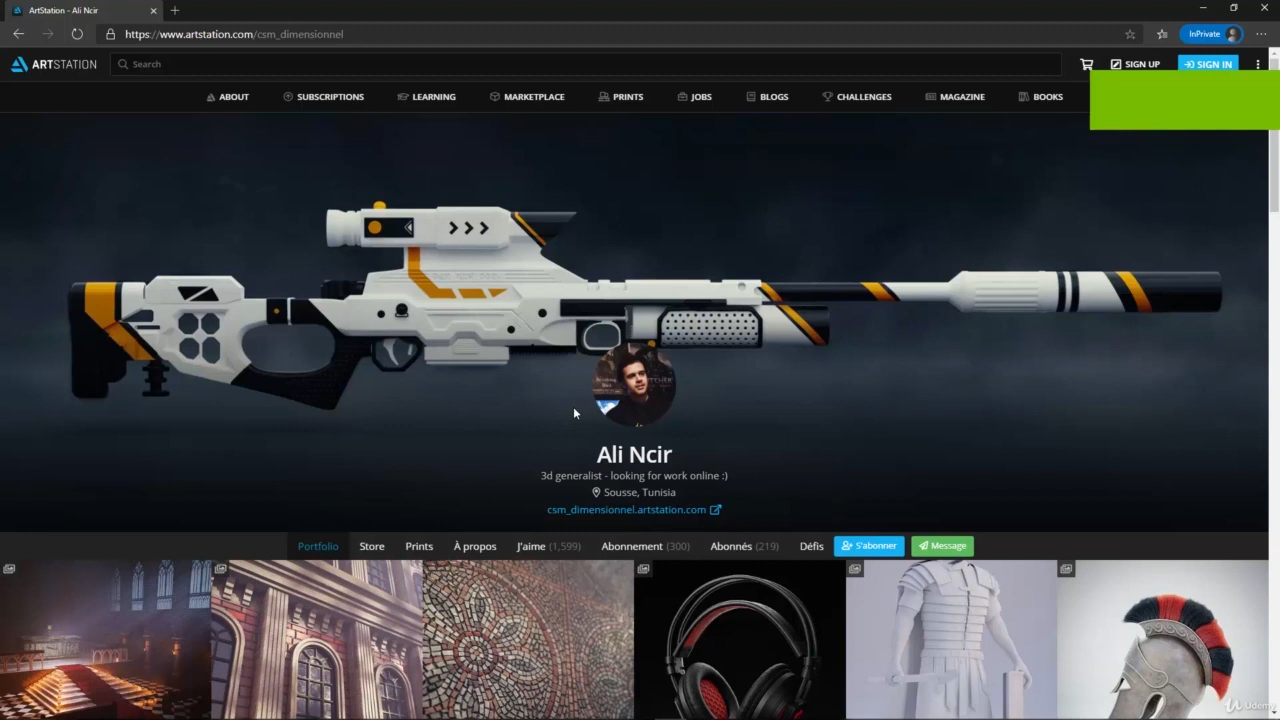 ArtStation - Ali Ncir
https://www.artstation.com/csm_dimensionnel
InPrivate
ARTSTATION
Search
SIGN UP
SIGN IN
ABOUT
SUBSCRIPTIONS
LEARNING
MARKETPLACE
PRINTS
JOBS
BLOGS
CHALLENGES
MAGAZINE
BOOKS
Ali Ncir
3d generalist - looking for work online :)
Sousse, Tunisia
csm_dimensionnel.artstation.com
Portfolio
Store
Prints
À propos
J'aime (1,599)
Abonnement (300)
Abonnés (219)
Défis
S'abonner
Message
Udemy